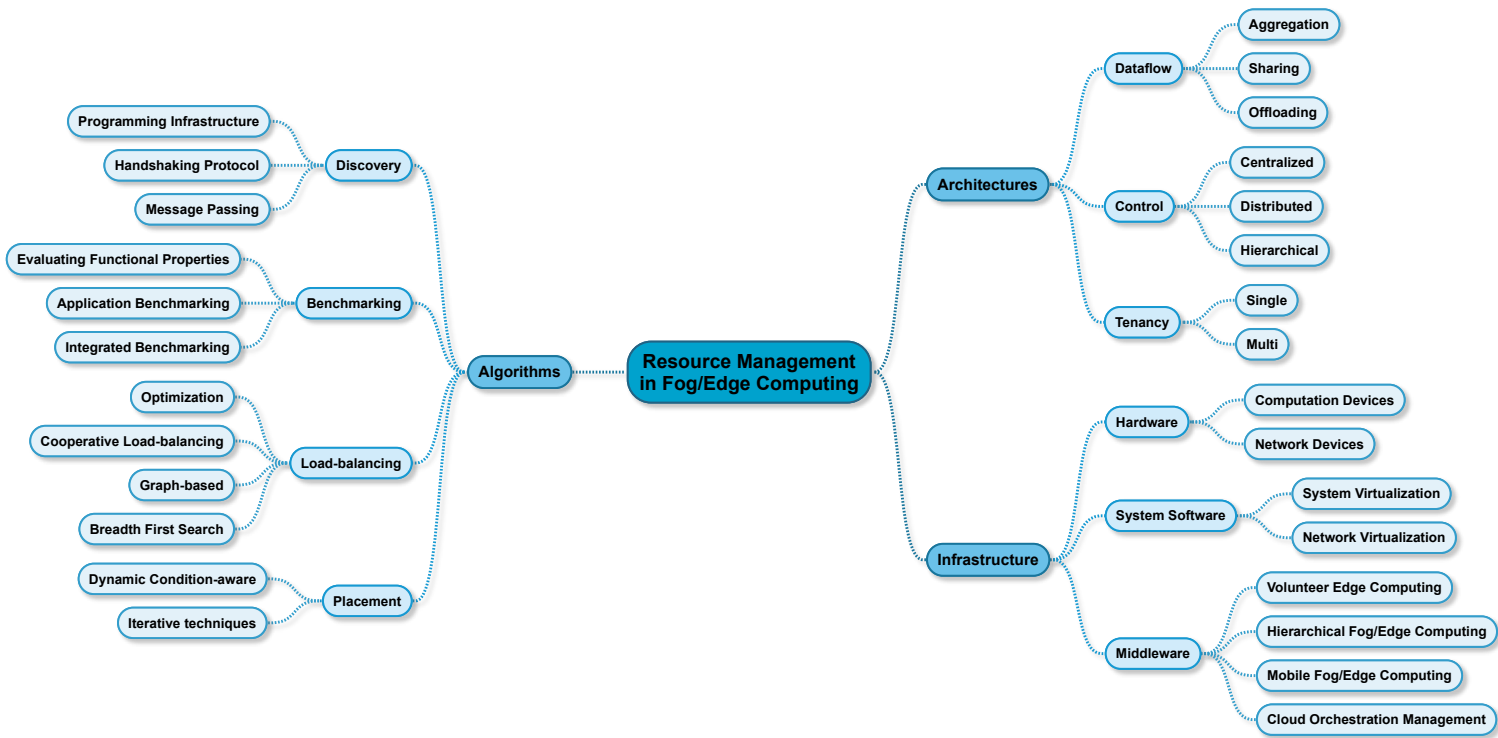 Resource Management
in Fog/Edge Computing
Algorithms
Discovery
Programming Infrastructure
Handshaking Protocol
Message Passing
Benchmarking
Evaluating Functional Properties
Application Benchmarking
Integrated Benchmarking
Load-balancing
Optimization
Cooperative Load-balancing
Graph-based
Breadth First Search
Placement
Dynamic Condition-aware
Iterative techniques
Architectures
Dataflow
Aggregation
Sharing
Offloading
Control
Centralized
Distributed
Hierarchical
Tenancy
Single
Multi
Infrastructure
Hardware
Computation Devices
Network Devices
System Software
System Virtualization
Network Virtualization
Middleware
Volunteer Edge Computing
Hierarchical Fog/Edge Computing
Mobile Fog/Edge Computing
Cloud Orchestration Management